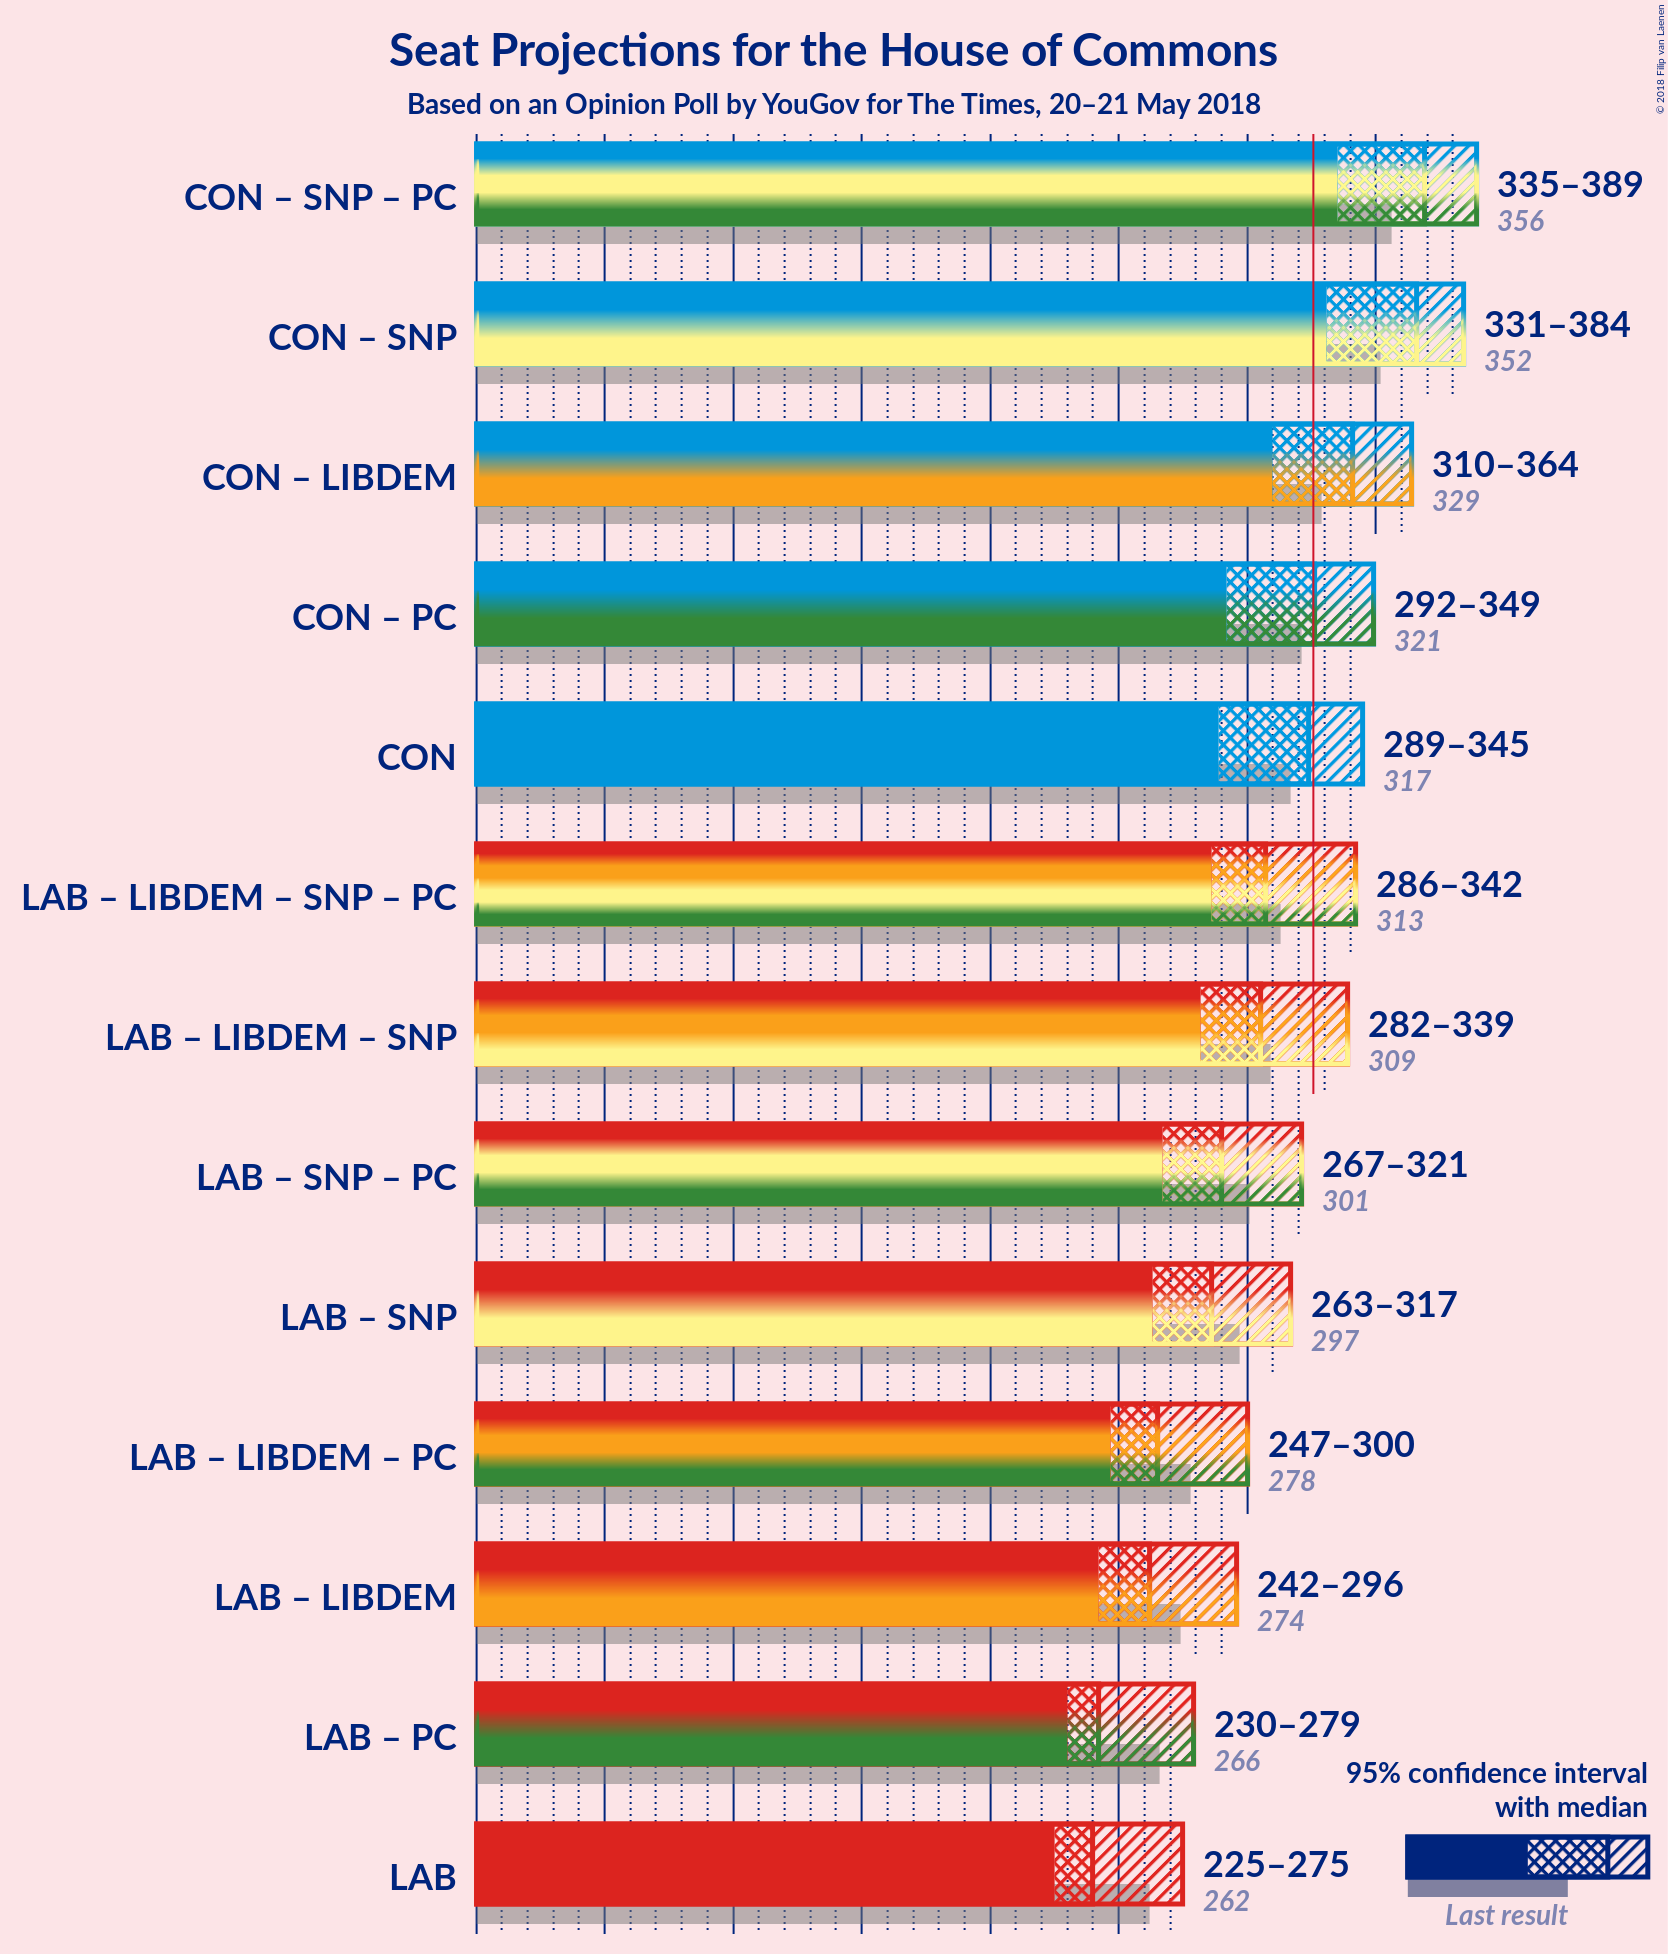 Seat Projections for the House of Commons
Based on an Opinion Poll by YouGov for The Times, 20–21 May 2018
© 2018 Filip van Laenen
CON – SNP – PC
335–389
356
CON – SNP
331–384
352
CON – LIBDEM
310–364
329
CON – PC
292–349
321
CON
289–345
317
LAB – LIBDEM – SNP – PC
286–342
313
LAB – LIBDEM – SNP
282–339
309
LAB – SNP – PC
267–321
301
LAB – SNP
263–317
297
LAB – LIBDEM – PC
247–300
278
LAB – LIBDEM
242–296
274
LAB – PC
230–279
266
LAB
225–275
262
95% confidence interval
with median
Last result